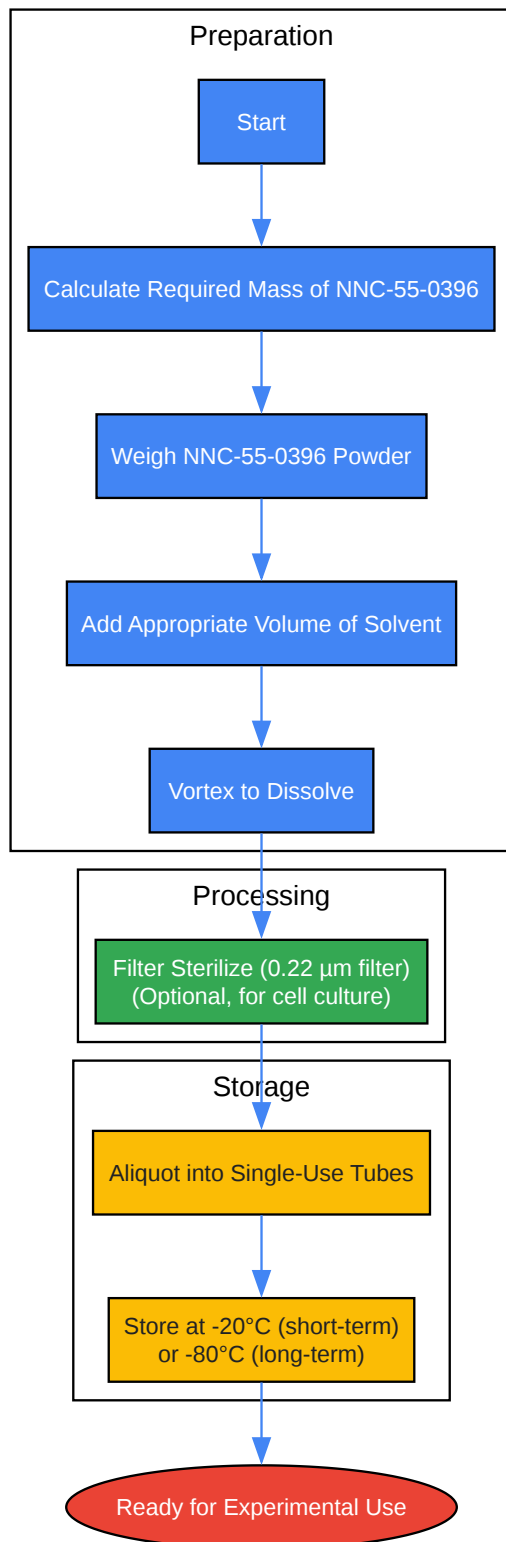 Preparation
Start
Calculate Required Mass of NNC-55-0396
Weigh NNC-55-0396 Powder
Add Appropriate Volume of Solvent
Vortex to Dissolve
Processing
Filter Sterilize (0.22 µm filter)
(Optional, for cell culture)
Storage
Aliquot into Single-Use Tubes
Store at -20°C (short-term)
or -80°C (long-term)
Ready for Experimental Use